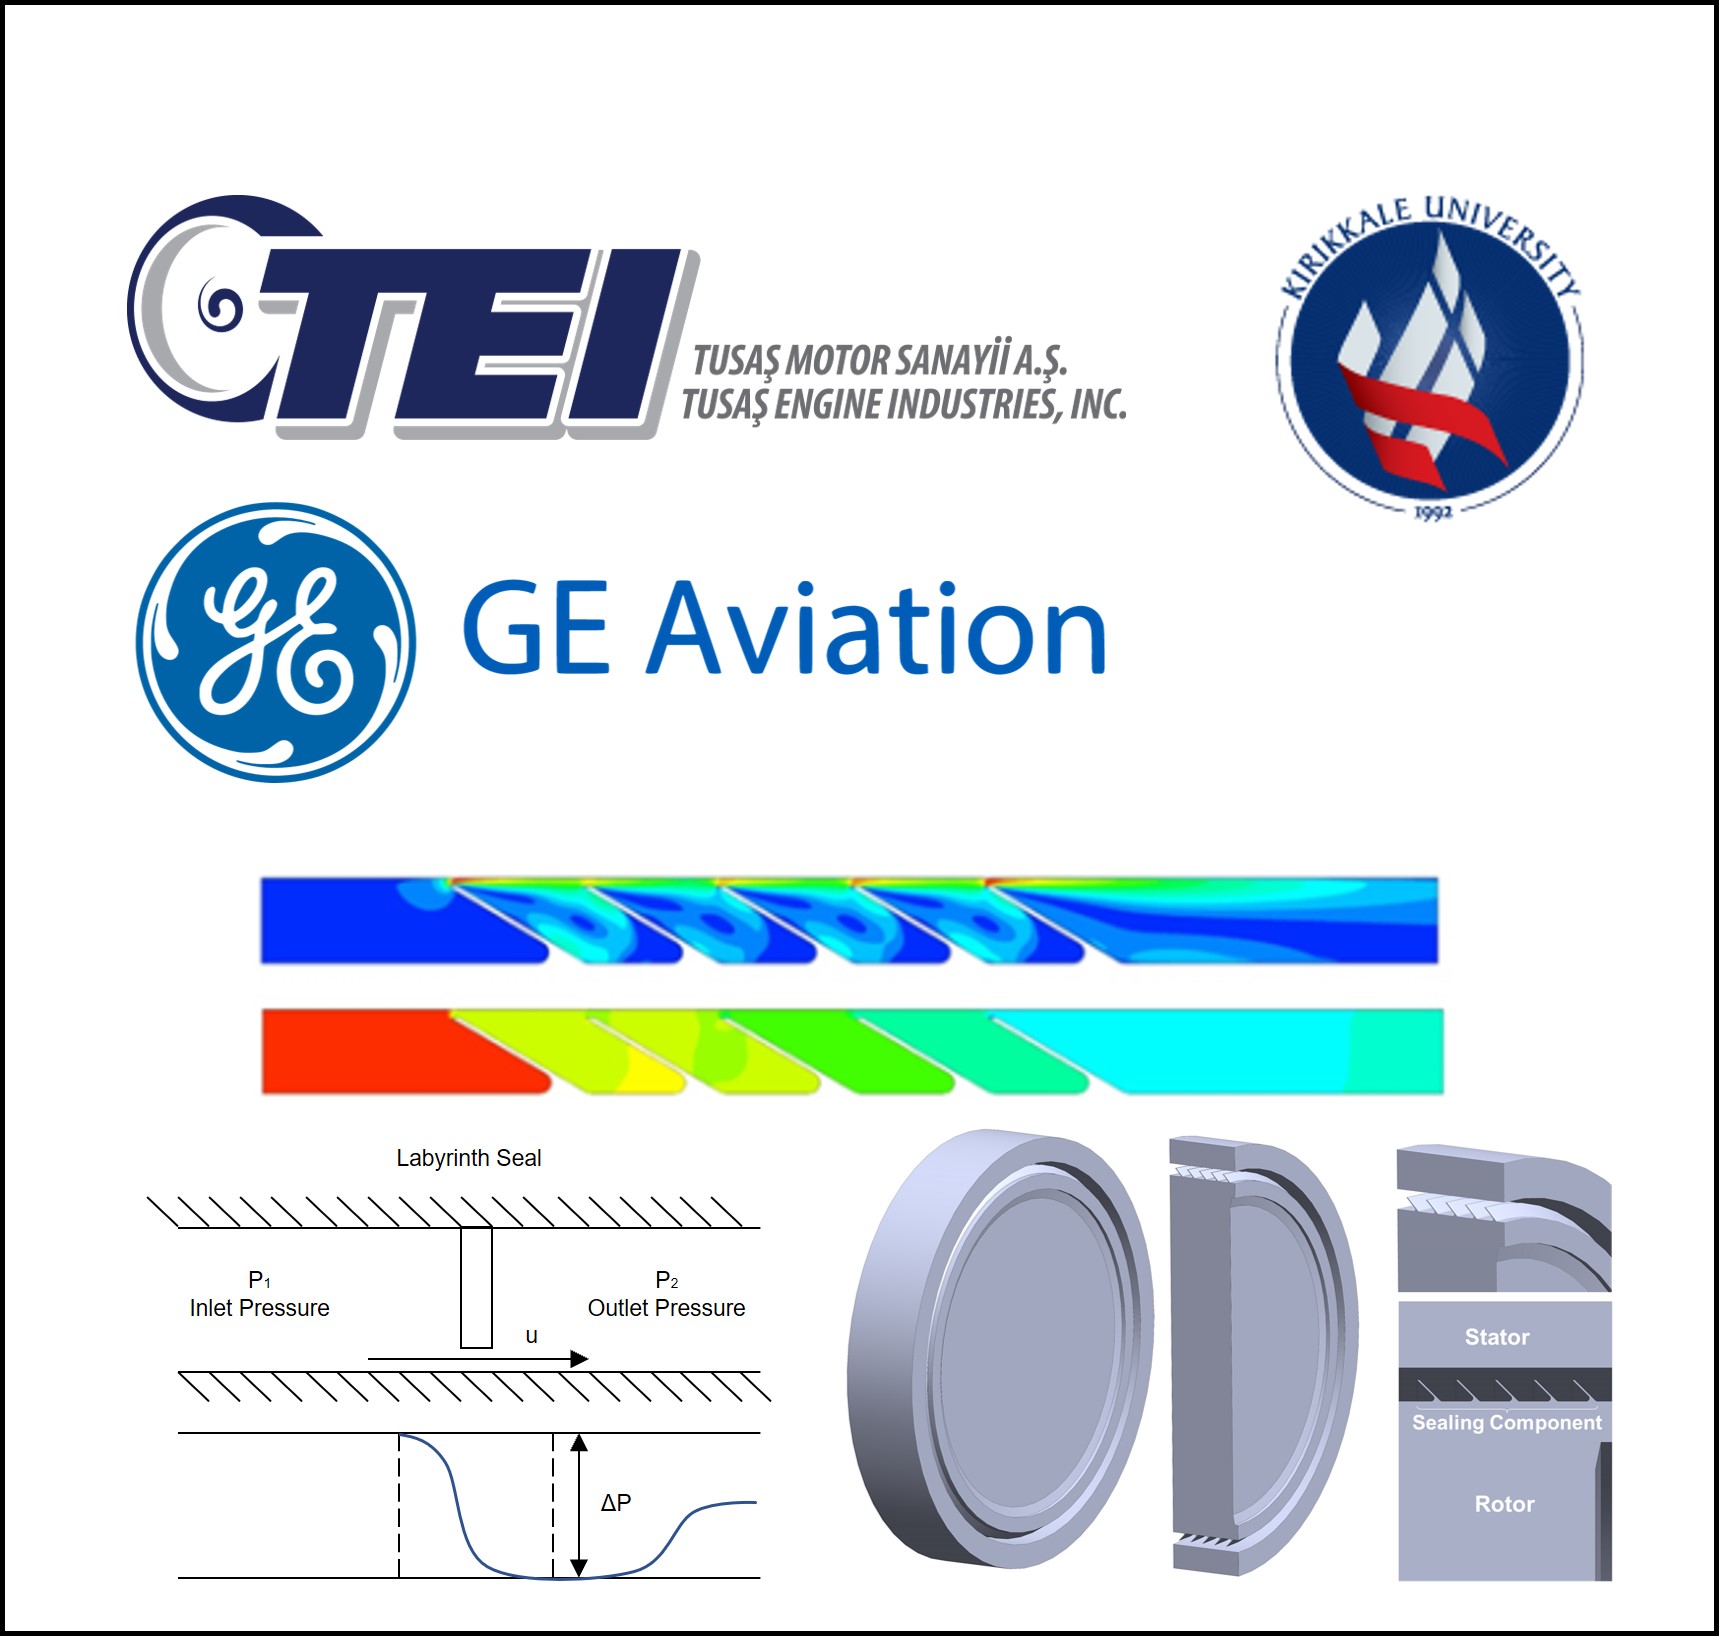 TEI
TUSAŞ MOTOR SANAYİİ A.Ş.
TUSAŞ ENGINE INDUSTRIES, INC.
KIRIKKALE UNIVERSITY
1992
GE
GE Aviation
Labyrinth Seal
P₁
Inlet Pressure
P₂
Outlet Pressure
u
ΔP
Stator
Sealing Component
Rotor